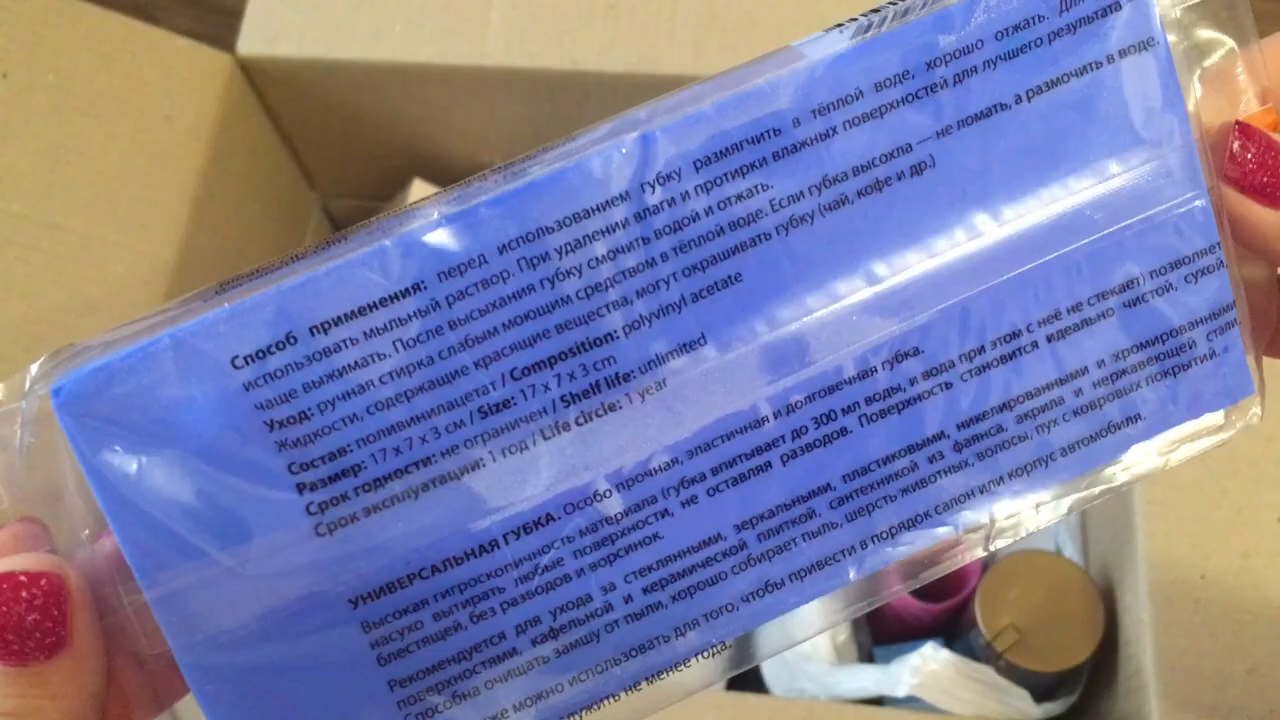 Способ применения: перед использованием губку размягчить в тёплой воде, хорошо отжать. Для
использовать мыльный раствор. При удалении влаги и протирки влажных поверхностей для лучшего результата —
чаще выжимать. После высыхания губку смочить водой и отжать.
Уход: ручная стирка слабым моющим средством в тёплой воде. Если губка высохла — не ломать, а размочить в воде.
Жидкости, содержащие красящие вещества, могут окрашивать губку (чай, кофе и др.)
Состав: поливинилацетат / Composition: polyvinyl acetate
Размер: 17 x 7 x 3 см / Size: 17 x 7 x 3 cm
Срок годности: не ограничен / Shelf life: unlimited
Срок эксплуатации: 1 год / Life circle: 1 year
УНИВЕРСАЛЬНАЯ ГУБКА. Особо прочная, эластичная и долговечная губка.
Высокая гигроскопичность материала (губка впитывает до 300 мл воды, и вода при этом с неё не стекает) позволяет
насухо вытирать любые поверхности, не оставляя разводов. Поверхность становится идеально чистой, сухой,
блестящей, без разводов и ворсинок.
Рекомендуется для ухода за стеклянными, зеркальными, пластиковыми, никелированными и хромированными
поверхностями, кафельной и керамической плиткой, сантехникой из фаянса, акрила и нержавеющей стали.
Способна очищать замшу от пыли, хорошо собирает пыль, шерсть животных, волосы, пух с ковровых покрытий.
же можно использовать для того, чтобы привести в порядок салон или корпус автомобиля.
служить не менее года.